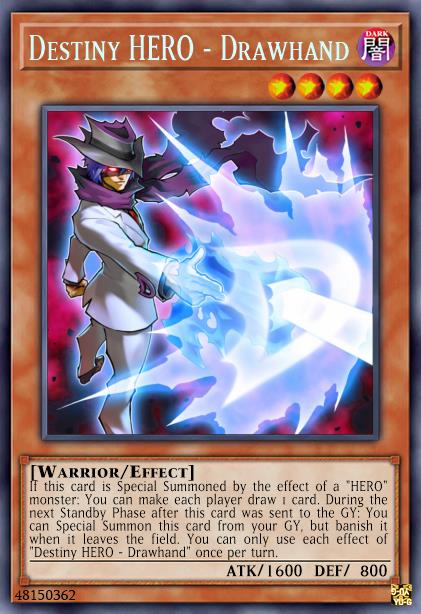 Destiny HERO - Drawhand
DARK
闇
[Warrior/Effect]
If this card is Special Summoned by the effect of a "HERO"
monster: You can make each player draw 1 card. During the
next Standby Phase after this card was sent to the GY: You
can Special Summon this card from your GY, but banish it
when it leaves the field. You can only use each effect of
"Destiny HERO - Drawhand" once per turn.
ATK/1600 DEF/ 800
48150362